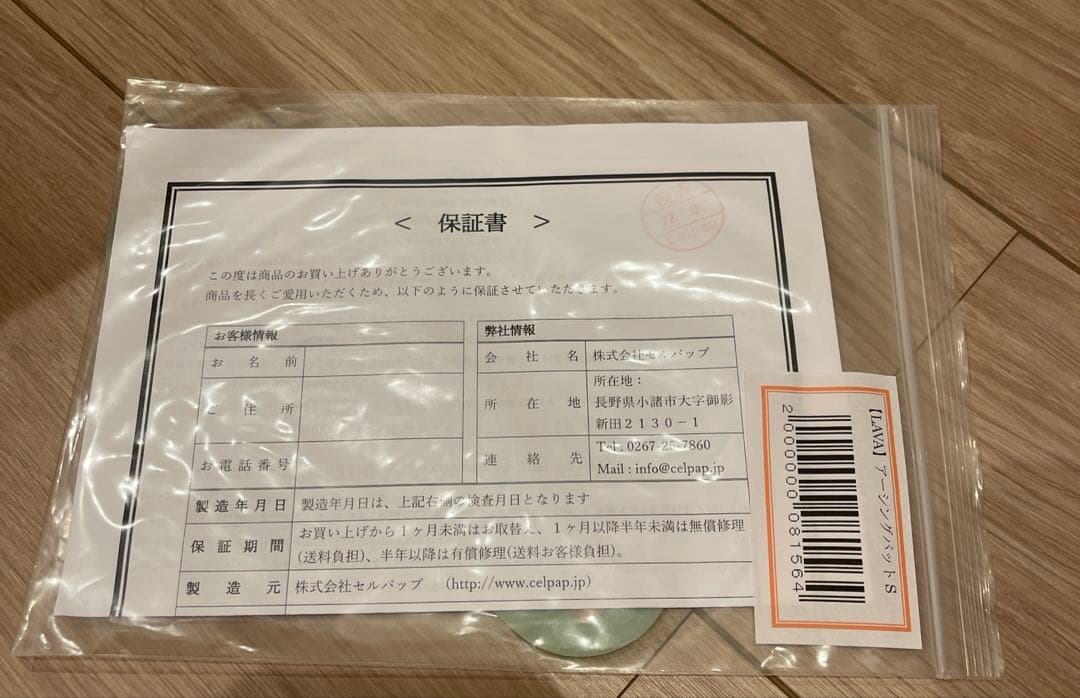 ＜ 保証書 ＞
この度は商品のお買い上げありがとうございます。
商品を長くご愛用いただくため、以下のように保証させていただきます。
お客様情報
お名前
ご住所
お電話番号
弊社情報
会社名 株式会社セルパップ
所在地 所在地：
長野県小諸市大字御影
新田２１３０－１
連絡先 Tel: 0267-25-7860
Mail : info@celpap.jp
製造年月日 製造年月日は、上記右側の検査月日となります
保証期間 お買い上げから１ヶ月未満はお取替え、１ヶ月以降半年未満は無償修理
(送料負担)、半年以降は有償修理(送料お客様負担)。
製造元 株式会社セルパップ （http://www.celpap.jp）
【LAVA】アーシングパットS
2000000081564